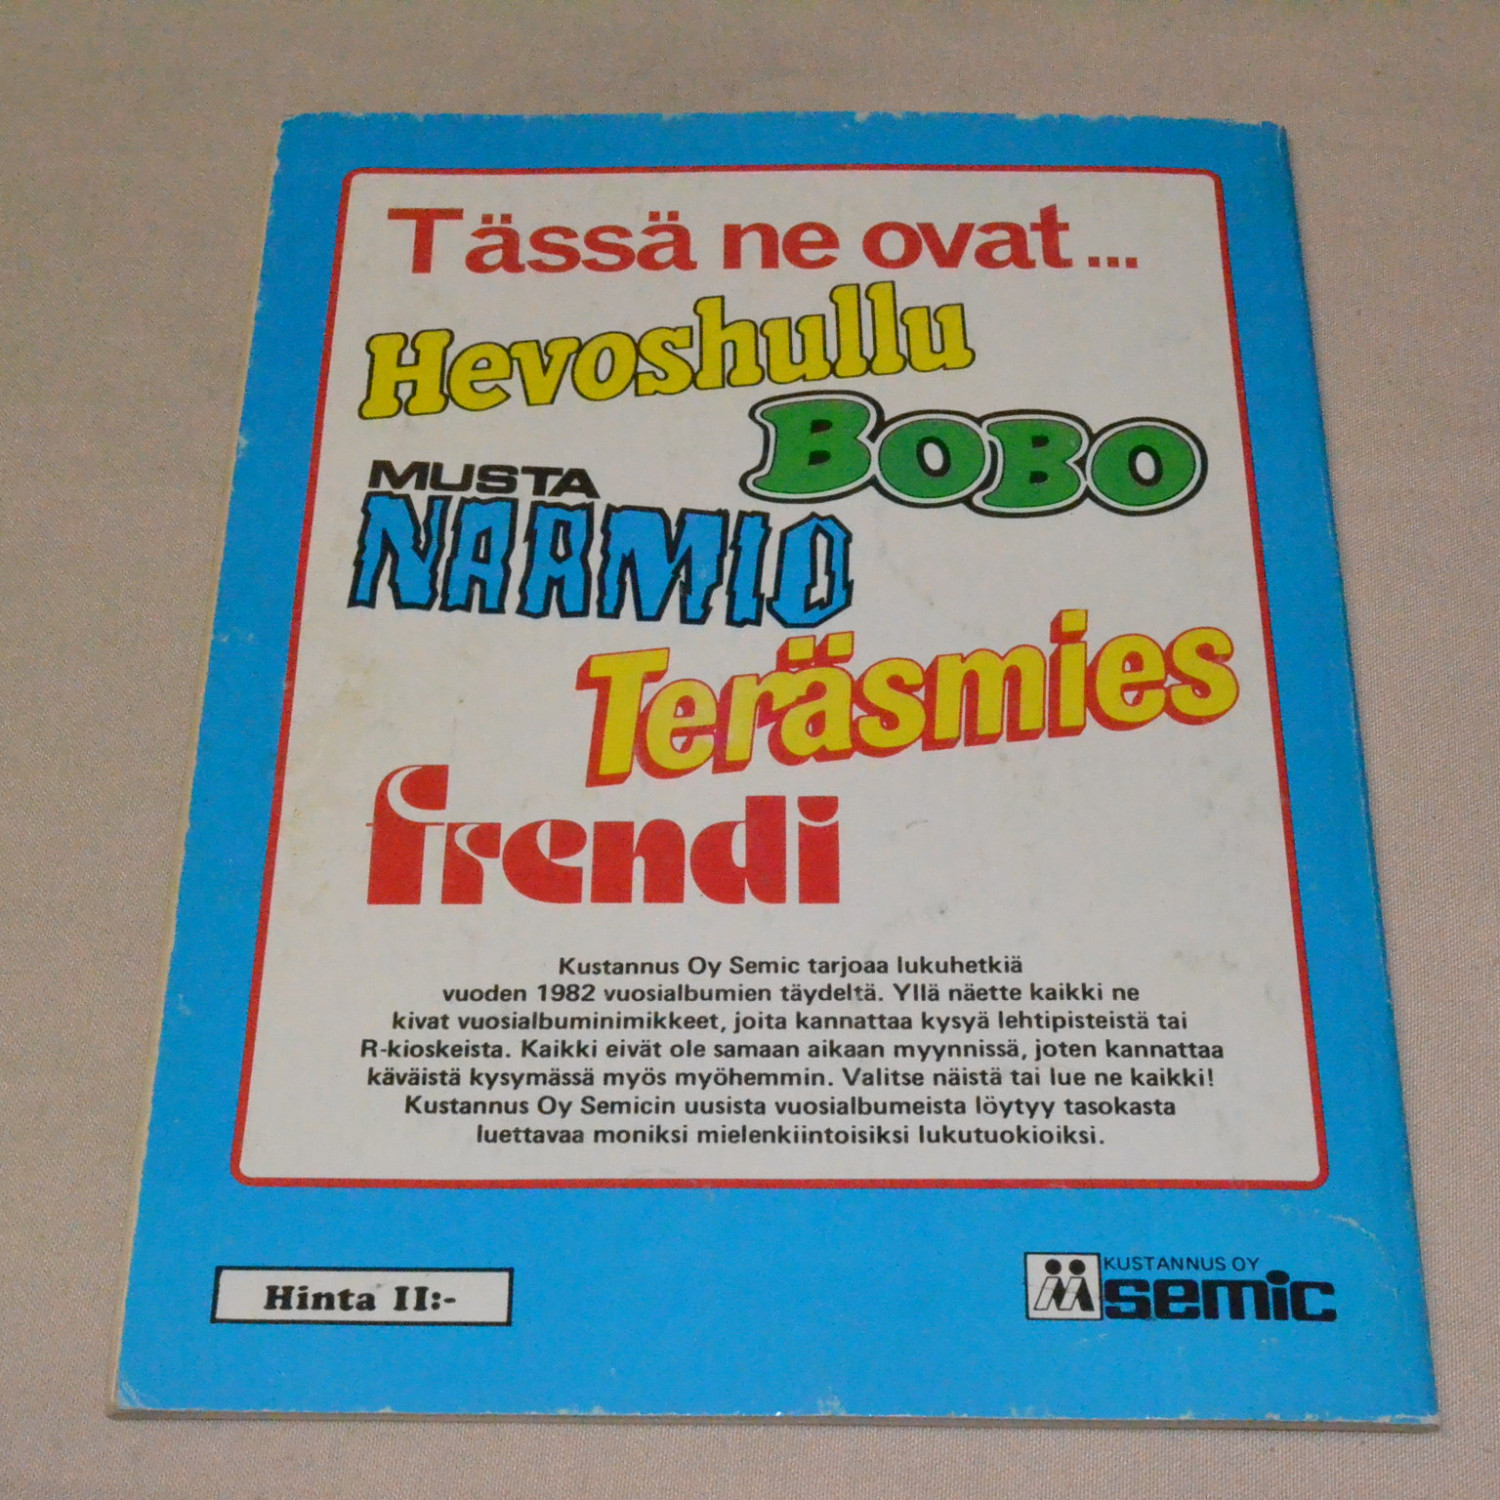 Tässä ne ovat...
Hevoshullu
BOBO
MUSTA
NAAMIO
Teräsmies
frendi
Kustannus Oy Semic tarjoaa lukuhetkiä
vuoden 1982 vuosialbumien täydeltä. Yllä näette kaikki ne
kivat vuosialbuminimikkeet, joita kannattaa kysyä lehtipisteistä tai
R-kioskeista. Kaikki eivät ole samaan aikaan myynnissä, joten kannattaa
käväistä kysymässä myös myöhemmin. Valitse näistä tai lue ne kaikki!
Kustannus Oy Semicin uusista vuosialbumeista löytyy tasokasta
luettavaa moniksi mielenkiintoisiksi lukutuokioiksi.
Hinta 11:-
KUSTANNUS OY
semic